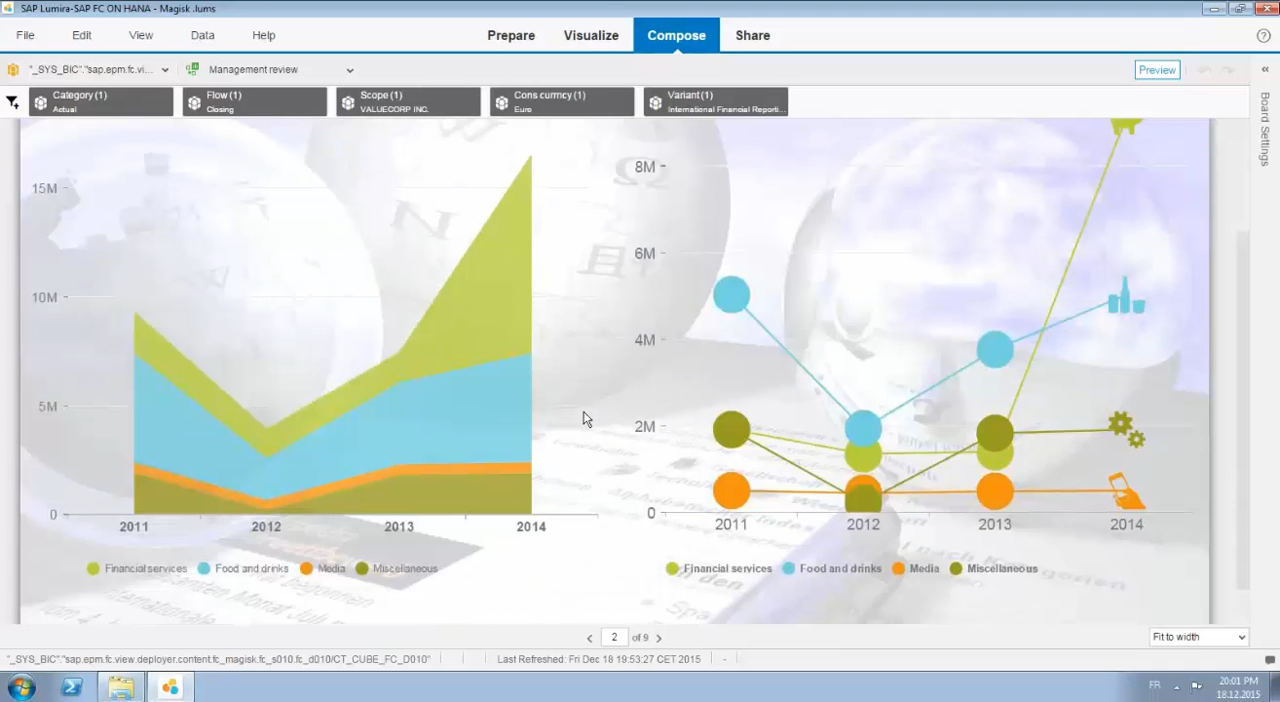 SAP Lumira-SAP FC ON HANA - Magisk .lums
File Edit View Data Help Prepare Visualize Compose Share
"_SYS_BIC"."sap.epm.fc.vi... Management review Preview
Category (1) Flow (1) Scope (1) Cons currncy (1) Variant (1)
Actual Closing VALUECORP INC. Euro International Financial Reporti...
Board Settings
15M
10M
5M
0
2011 2012 2013 2014
Financial services Food and drinks Media Miscellaneous
8M
6M
4M
2M
0
2011 2012 2013 2014
Financial services Food and drinks Media Miscellaneous
2 of 9 Fit to width
"_SYS_BIC"."sap.epm.fc.view.deployer.content.fc_magisk.fc_s010.fc_d010/CT_CUBE_FC_D010" Last Refreshed: Fri Dec 18 19:53:27 CET 2015 -
FR 20:01 PM
18.12.2015